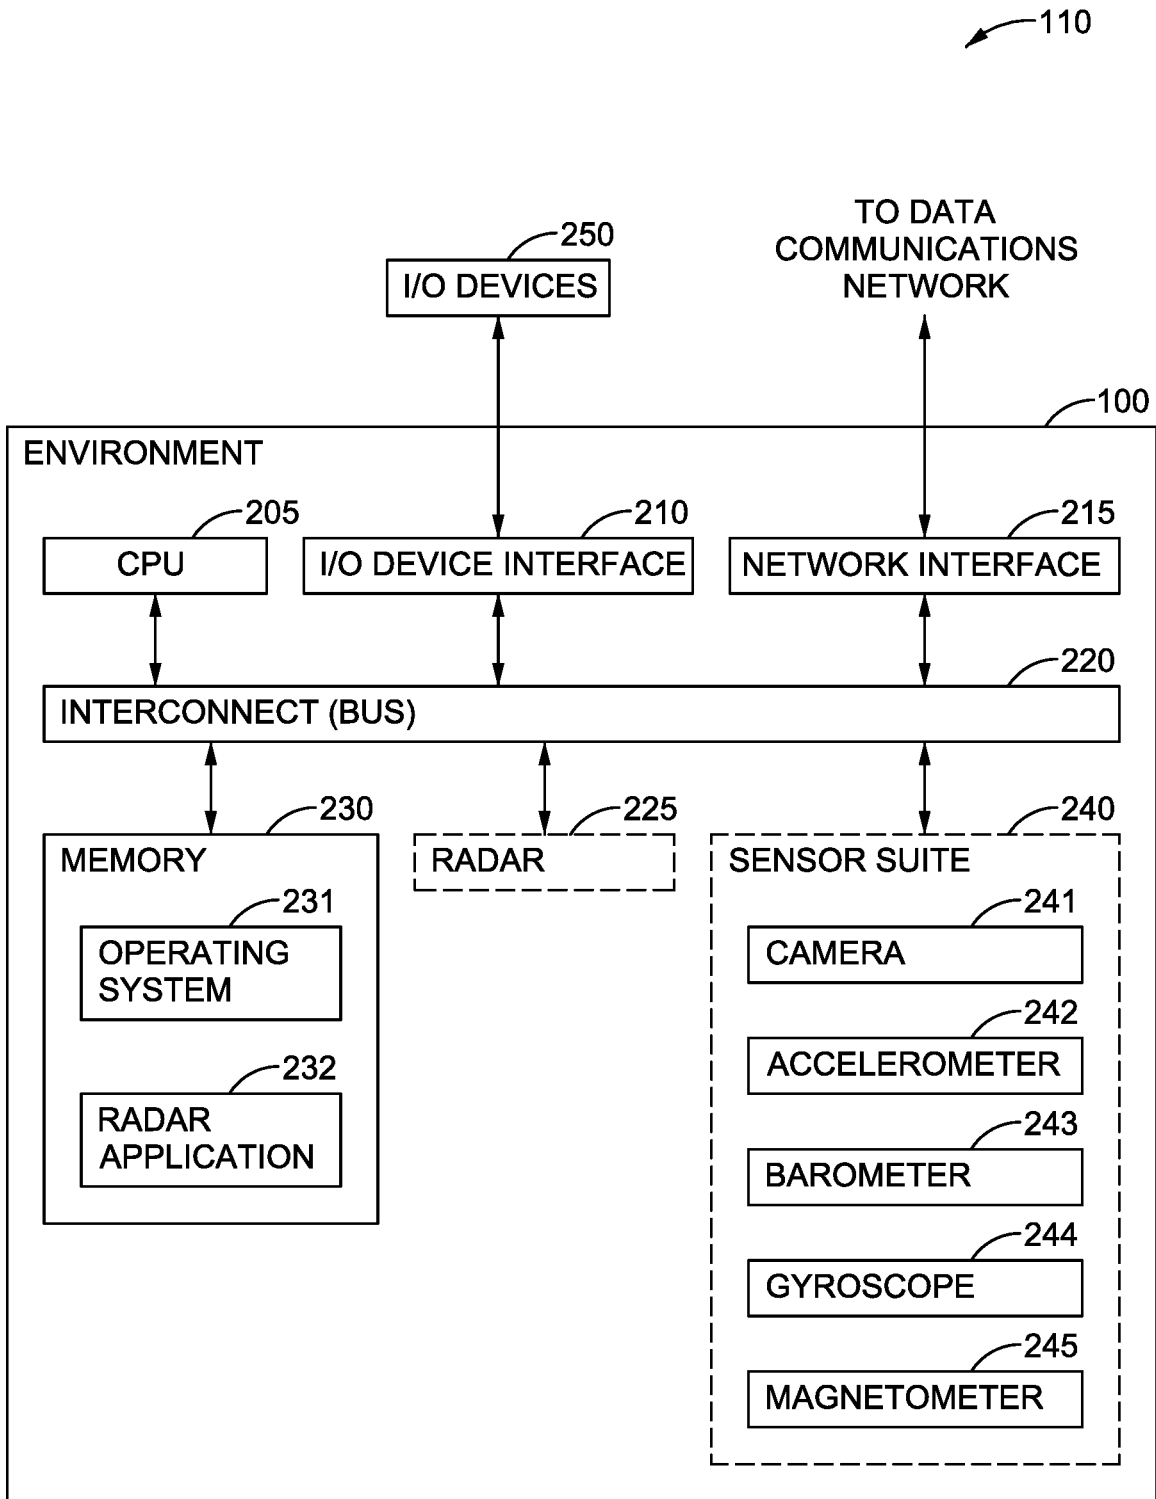 110
TO DATA
COMMUNICATIONS
NETWORK
250
I/O DEVICES
100
ENVIRONMENT
205
CPU
210
I/O DEVICE INTERFACE
215
NETWORK INTERFACE
220
INTERCONNECT (BUS)
230
MEMORY
231
OPERATING
SYSTEM
232
RADAR
APPLICATION
225
RADAR
240
SENSOR SUITE
241
CAMERA
242
ACCELEROMETER
243
BAROMETER
244
GYROSCOPE
245
MAGNETOMETER